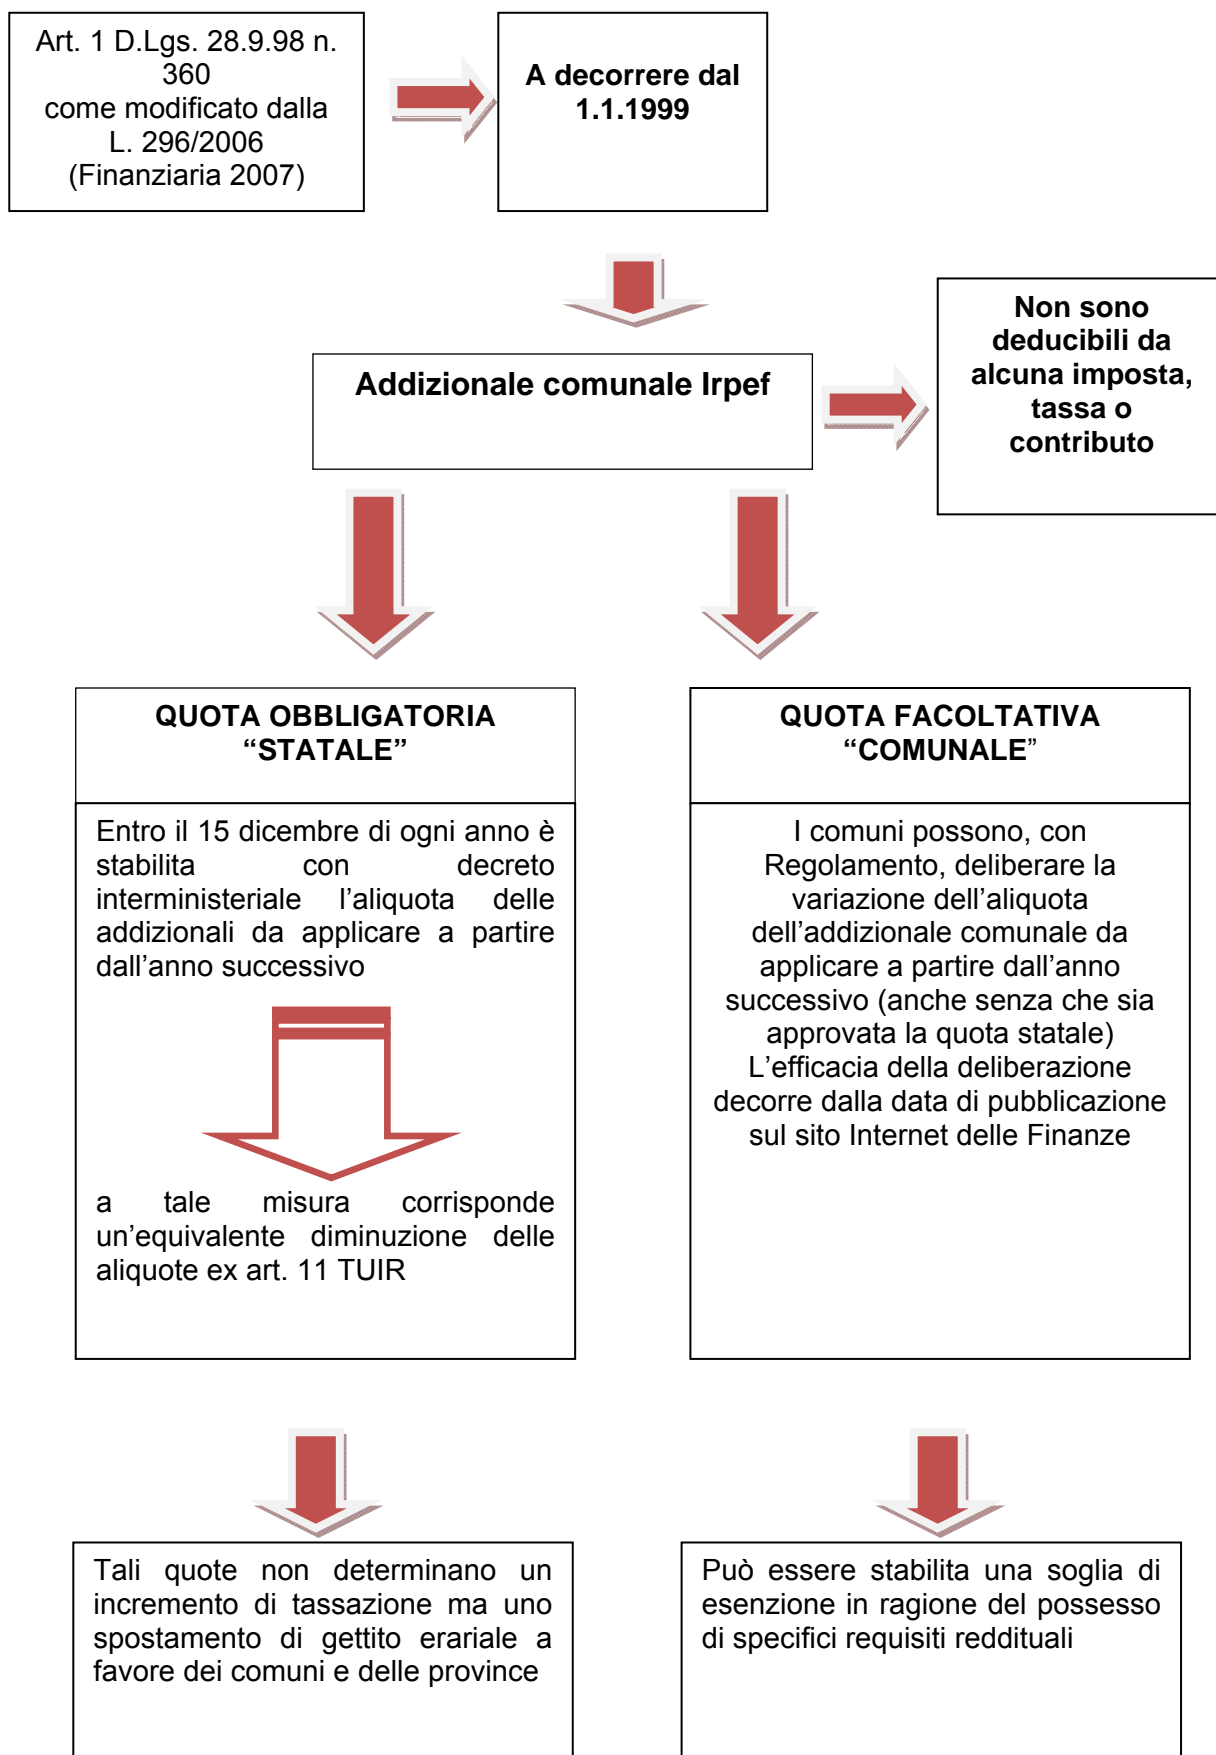 Art. 1 D.Lgs. 28.9.98 n.
360
come modificato dalla
L. 296/2006
(Finanziaria 2007)
A decorrere dal
1.1.1999
Addizionale comunale Irpef
Non sono
deducibili da
alcuna imposta,
tassa o
contributo
QUOTA OBBLIGATORIA
“STATALE”
Entro il 15 dicembre di ogni anno è
stabilita con decreto
interministeriale l’aliquota delle
addizionali da applicare a partire
dall’anno successivo
a tale misura corrisponde
un’equivalente diminuzione delle
aliquote ex art. 11 TUIR
QUOTA FACOLTATIVA
“COMUNALE”
I comuni possono, con
Regolamento, deliberare la
variazione dell’aliquota
dell’addizionale comunale da
applicare a partire dall’anno
successivo (anche senza che sia
approvata la quota statale)
L’efficacia della deliberazione
decorre dalla data di pubblicazione
sul sito Internet delle Finanze
Tali quote non determinano un
incremento di tassazione ma uno
spostamento di gettito erariale a
favore dei comuni e delle province
Può essere stabilita una soglia di
esenzione in ragione del possesso
di specifici requisiti reddituali